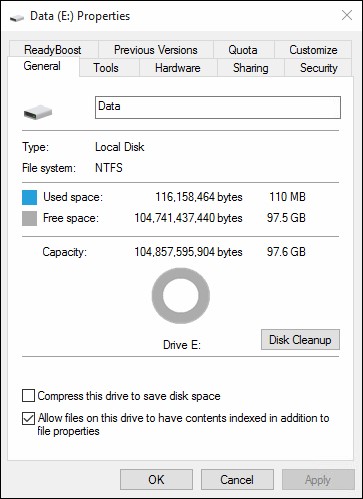 Data (E:) Properties
ReadyBoost Previous Versions Quota Customize
General Tools Hardware Sharing Security
Data
Type: Local Disk
File system: NTFS
Used space: 116,158,464 bytes 110 MB
Free space: 104,741,437,440 bytes 97.5 GB
Capacity: 104,857,595,904 bytes 97.6 GB
Drive E: Disk Cleanup
Compress this drive to save disk space
Allow files on this drive to have contents indexed in addition to
file properties
OK Cancel Apply